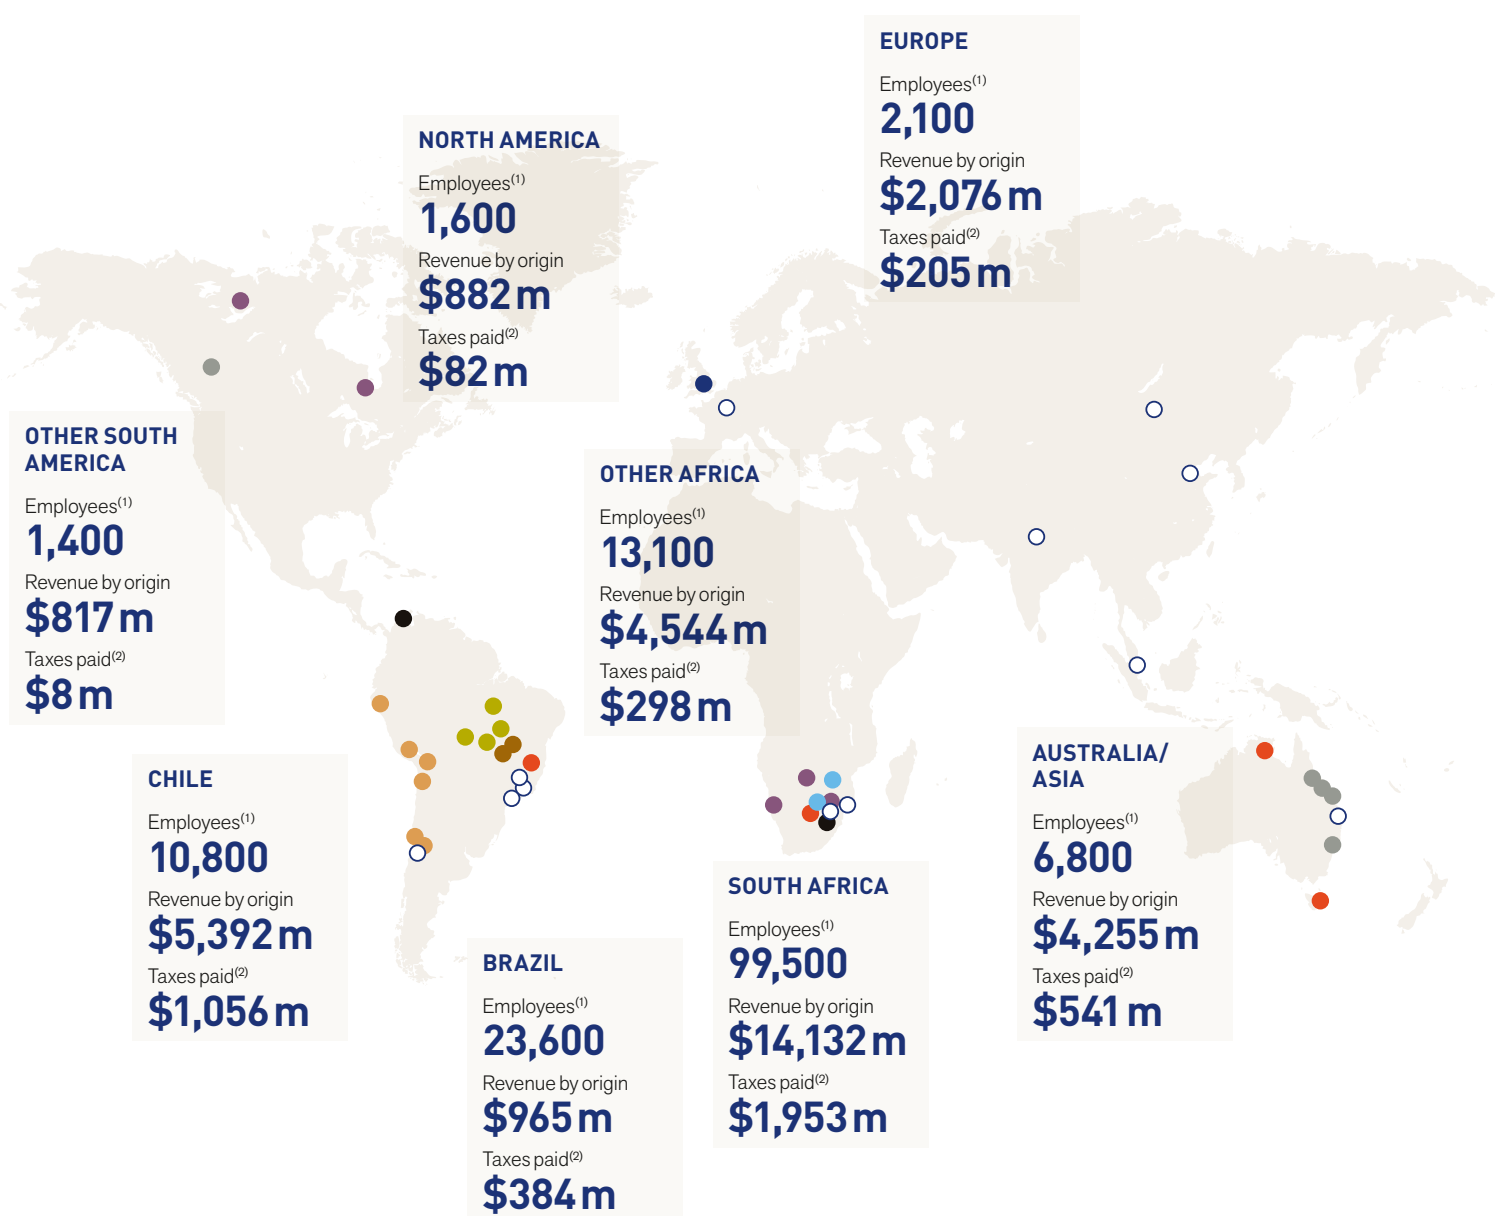 EUROPE
Employees(1)
2,100
Revenue by origin
$2,076 m
Taxes paid(2)
$205 m
NORTH AMERICA
Employees(1)
1,600
Revenue by origin
$882 m
Taxes paid(2)
$82 m
OTHER SOUTH
AMERICA
Employees(1)
1,400
Revenue by origin
$817 m
Taxes paid(2)
$8 m
OTHER AFRICA
Employees(1)
13,100
Revenue by origin
$4,544 m
Taxes paid(2)
$298 m
CHILE
Employees(1)
10,800
Revenue by origin
$5,392 m
Taxes paid(2)
$1,056 m
BRAZIL
Employees(1)
23,600
Revenue by origin
$965 m
Taxes paid(2)
$384 m
SOUTH AFRICA
Employees(1)
99,500
Revenue by origin
$14,132 m
Taxes paid(2)
$1,953 m
AUSTRALIA/
ASIA
Employees(1)
6,800
Revenue by origin
$4,255 m
Taxes paid(2)
$541 m